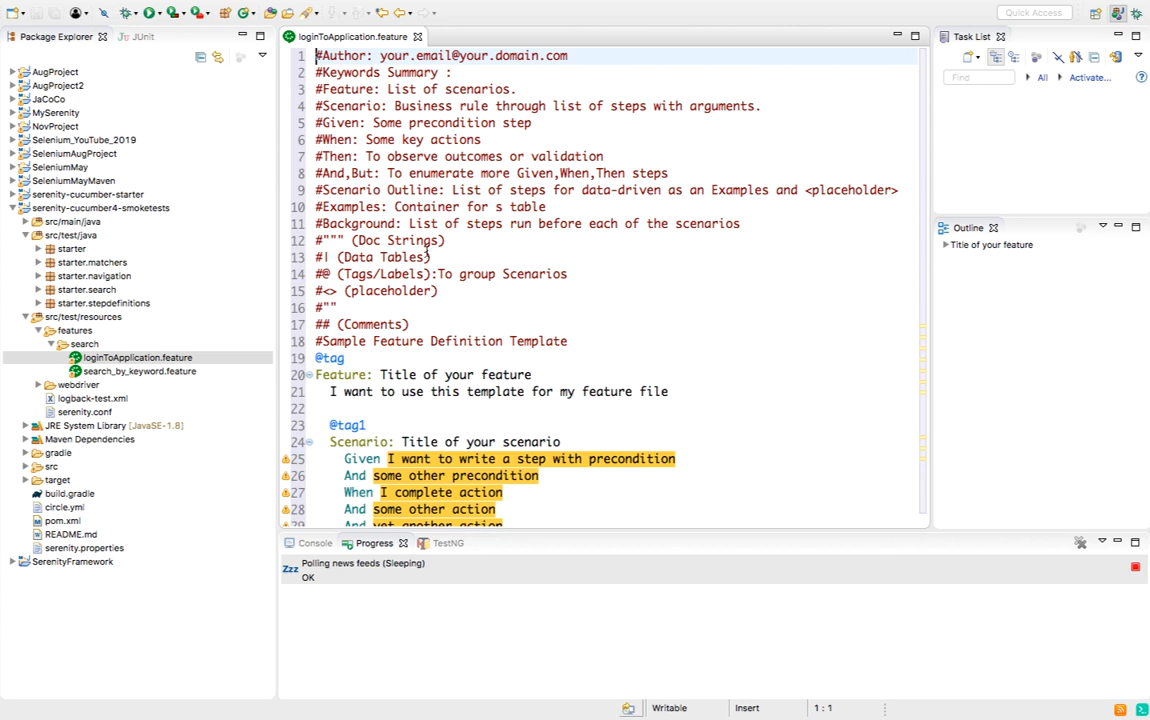 Quick Access
Package Explorer
JUnit
AugProject
AugProject2
JaCoCo
MySerenity
NovProject
Selenium_YouTube_2019
SeleniumAugProject
SeleniumMay
SeleniumMayMaven
serenity-cucumber-starter
serenity-cucumber4-smoketests
src/main/java
src/test/java
starter
starter.matchers
starter.navigation
starter.search
starter.stepdefinitions
src/test/resources
features
search
loginToApplication.feature
search_by_keyword.feature
webdriver
logback-test.xml
serenity.conf
JRE System Library [JavaSE-1.8]
Maven Dependencies
gradle
src
target
build.gradle
circle.yml
pom.xml
README.md
serenity.properties
SerenityFramework
loginToApplication.feature
1 #Author: your.email@your.domain.com
2 #Keywords Summary :
3 #Feature: List of scenarios.
4 #Scenario: Business rule through list of steps with arguments.
5 #Given: Some precondition step
6 #When: Some key actions
7 #Then: To observe outcomes or validation
8 #And,But: To enumerate more Given,When,Then steps
9 #Scenario Outline: List of steps for data-driven as an Examples and <placeholder>
10 #Examples: Container for s table
11 #Background: List of steps run before each of the scenarios
12 #""" (Doc Strings)
13 #| (Data Tables)
14 #@ (Tags/Labels):To group Scenarios
15 #<> (placeholder)
16 #""
17 ## (Comments)
18 #Sample Feature Definition Template
19 @tag
20 Feature: Title of your feature
21 I want to use this template for my feature file
22
23 @tag1
24 Scenario: Title of your scenario
25 Given I want to write a step with precondition
26 And some other precondition
27 When I complete action
28 And some other action
29 And yet another action
Console
Progress
TestNG
Polling news feeds (Sleeping)
OK
Zzz
Task List
Find
All
Activate...
Outline
Title of your feature
Writable
Insert
1 : 1